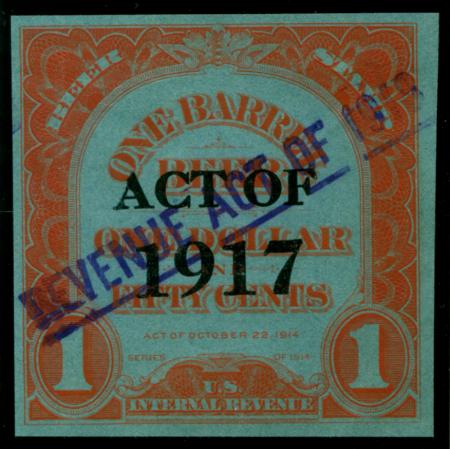 BEER STAMP
ONE BARREL
BEER
ACT OF
ONE DOLLAR
1917
AND
FIFTY CENTS
REVENUE ACT OF 1918
ACT OF OCTOBER 22, 1914
SERIES OF 1914
1 1
U.S.
INTERNAL REVENUE